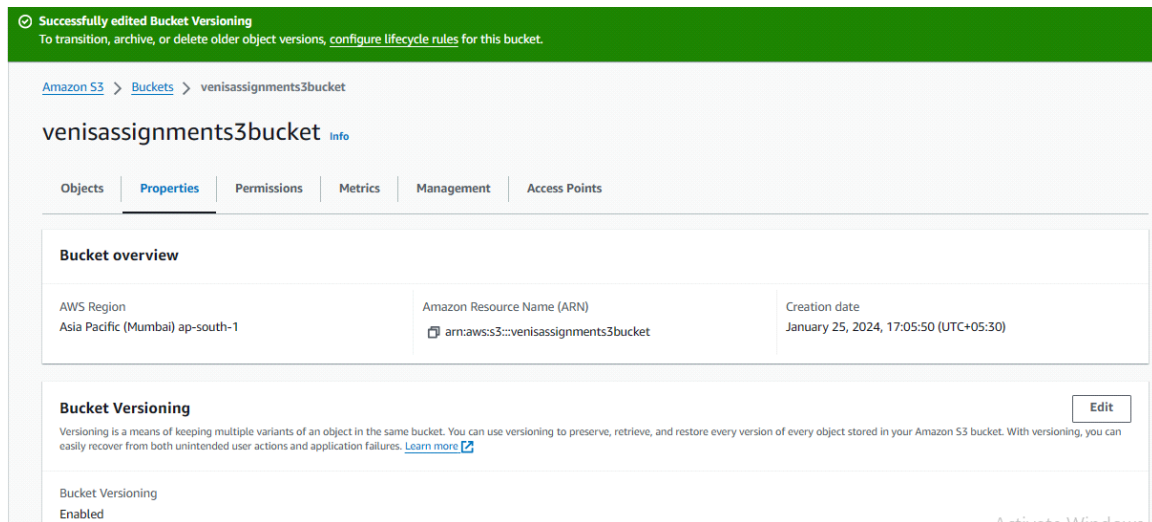 Successfully edited Bucket Versioning
To transition, archive, or delete older object versions, configure lifecycle rules for this bucket.
Amazon S3 > Buckets > venisassignments3bucket
venisassignments3bucket Info
Objects Properties Permissions Metrics Management Access Points
Bucket overview
AWS Region
Asia Pacific (Mumbai) ap-south-1
Amazon Resource Name (ARN)
arn:aws:s3:::venisassignments3bucket
Creation date
January 25, 2024, 17:05:50 (UTC+05:30)
Bucket Versioning
Edit
Versioning is a means of keeping multiple variants of an object in the same bucket. You can use versioning to preserve, retrieve, and restore every version of every object stored in your Amazon S3 bucket. With versioning, you can
easily recover from both unintended user actions and application failures. Learn more
Bucket Versioning
Enabled
Activate Windows